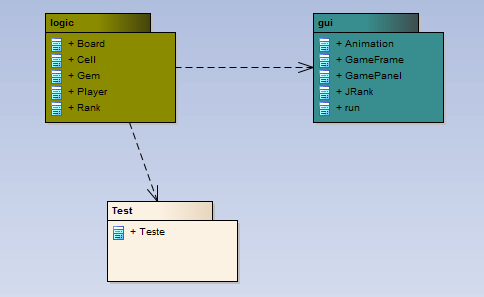 logic
+ Board
+ Cell
+ Gem
+ Player
+ Rank
gui
+ Animation
+ GameFrame
+ GamePanel
+ JRank
+ run
Test
+ Teste